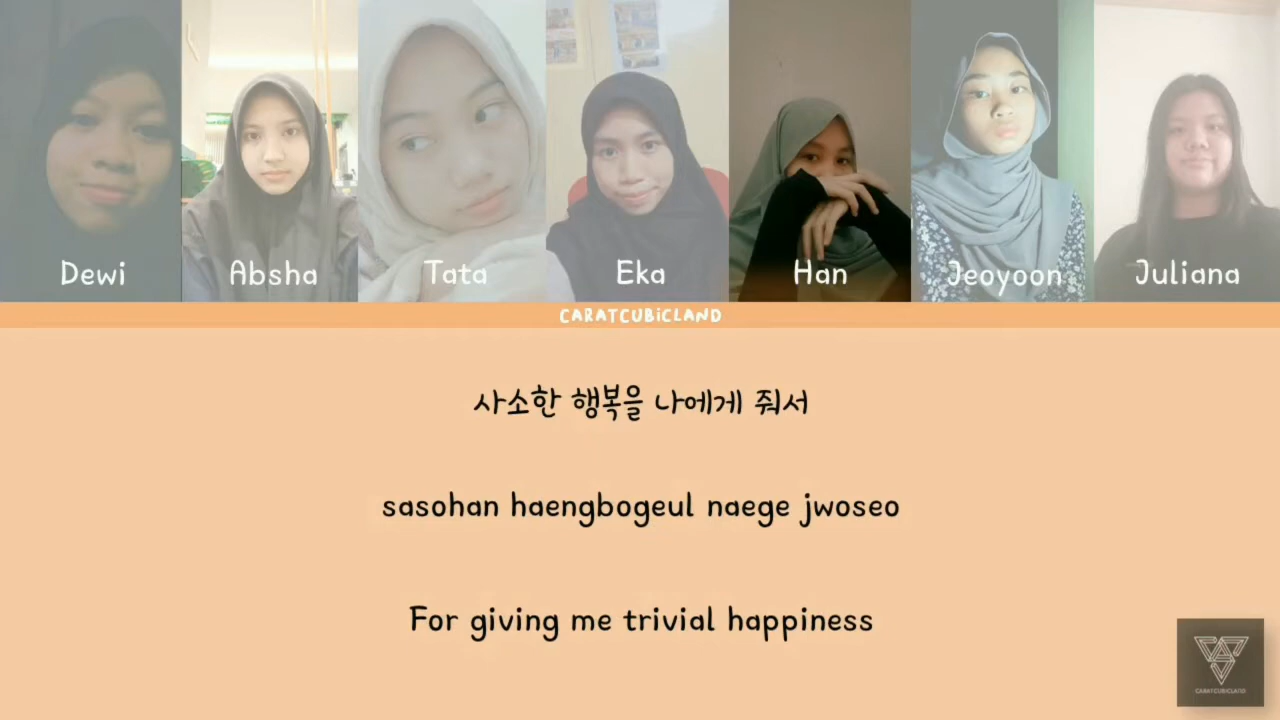 Dewi
Absha
Tata
Eka
Han
Jeoyoon
Juliana
CARATCUBiCLAND
사소한 행복을 나에게 줘서
sasohan haengbogeul naege jwoseo
For giving me trivial happiness
CARATCUBICLAND